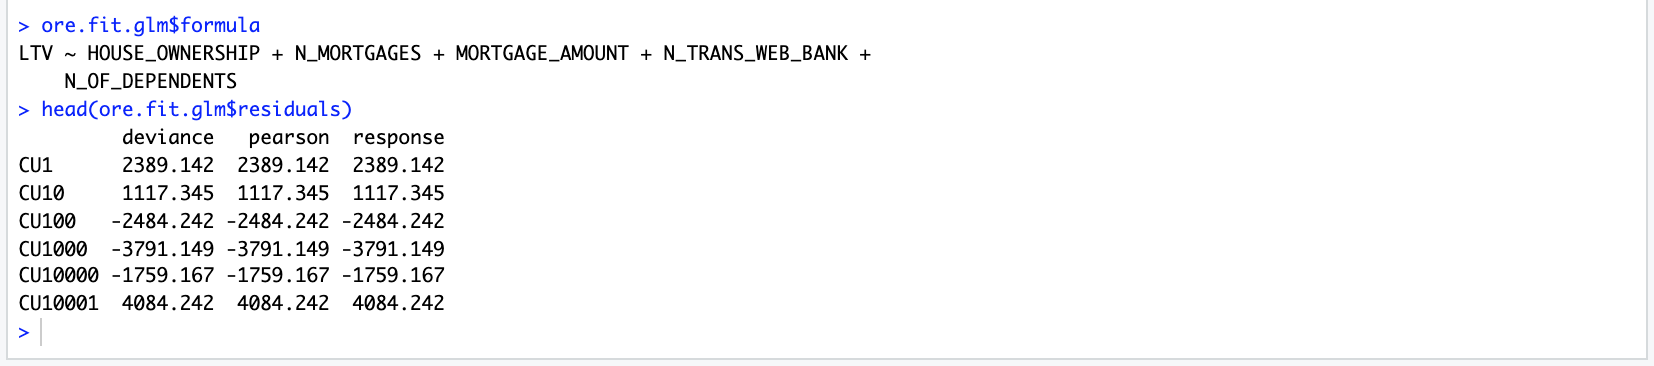 > ore.fit.glm$formula
LTV ~ HOUSE_OWNERSHIP + N_MORTGAGES + MORTGAGE_AMOUNT + N_TRANS_WEB_BANK +
    N_OF_DEPENDENTS
> head(ore.fit.glm$residuals)
         deviance   pearson  response
CU1      2389.142  2389.142  2389.142
CU10     1117.345  1117.345  1117.345
CU100   -2484.242 -2484.242 -2484.242
CU1000  -3791.149 -3791.149 -3791.149
CU10000 -1759.167 -1759.167 -1759.167
CU10001  4084.242  4084.242  4084.242
>